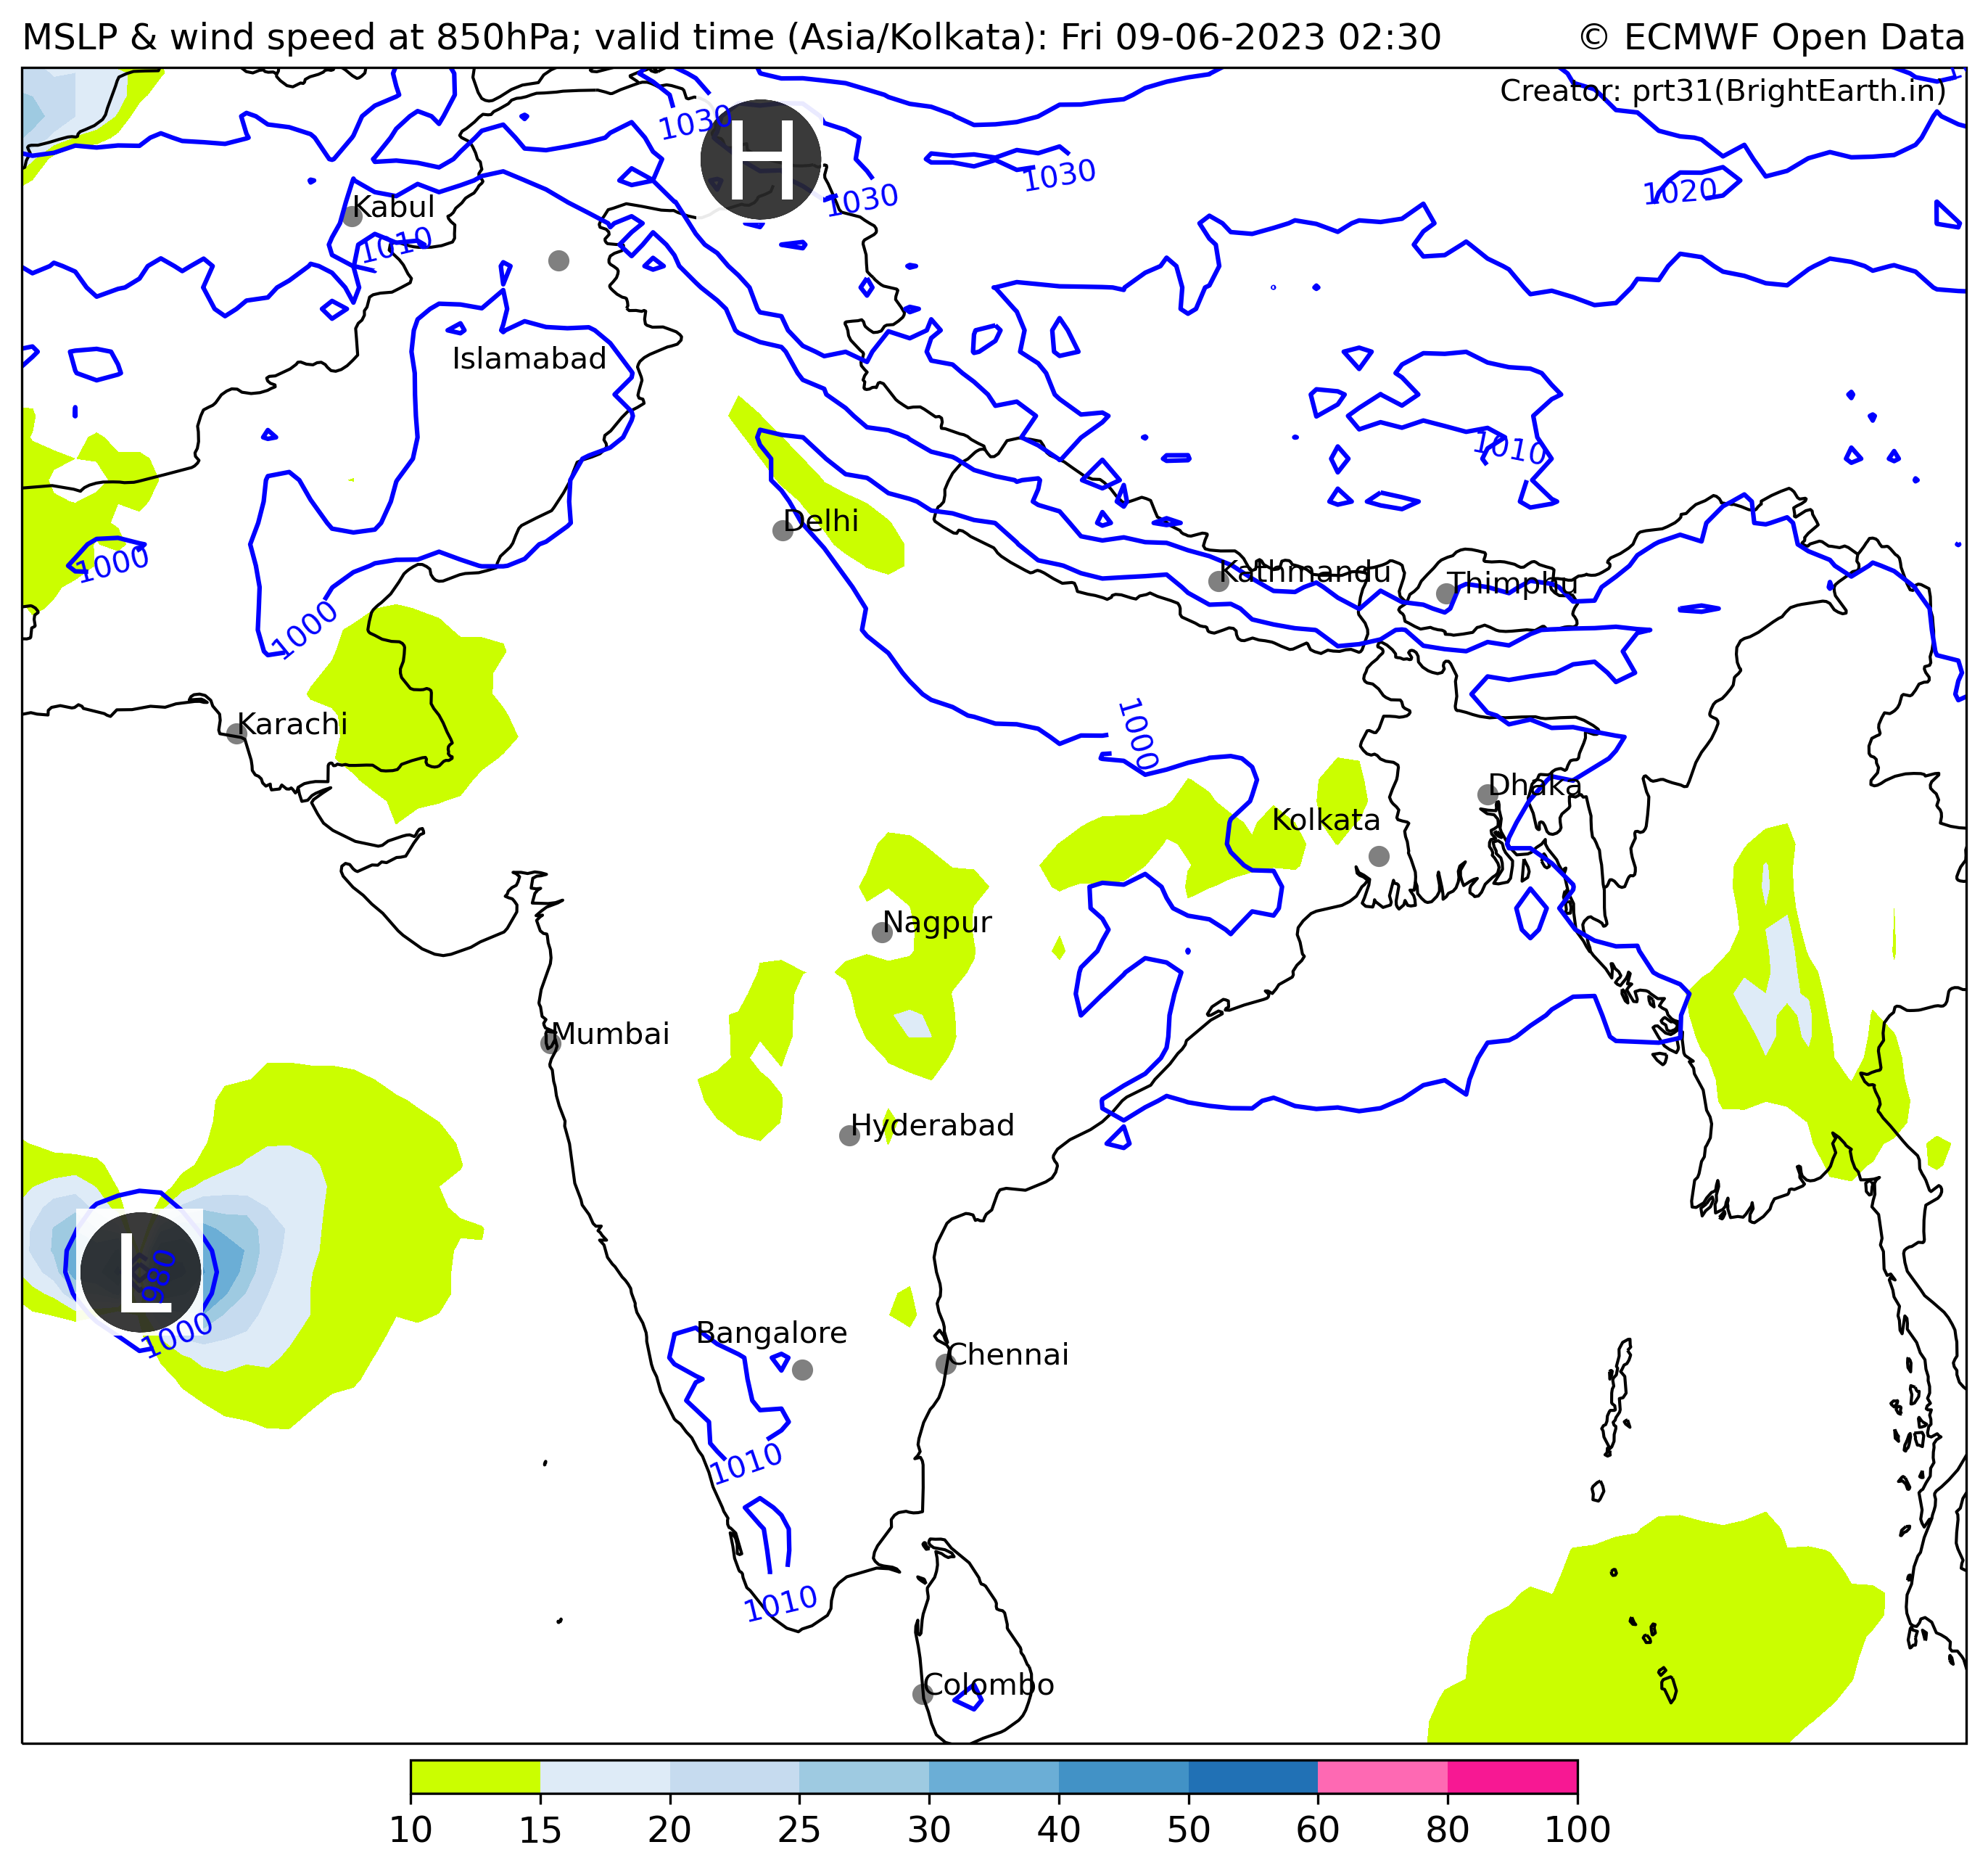 MSLP & wind speed at 850hPa; valid time (Asia/Kolkata): Fri 09-06-2023 02:30
© ECMWF Open Data
Creator: prt31(BrightEarth.in)
1030
H
1030
1030
1020
Kabul
1010
Islamabad
1010
Delhi
1000
Kathmandu
Thimphu
1000
Karachi
1000
Dhaka
Kolkata
Nagpur
Mumbai
Hyderabad
L
980
1000
Bangalore
Chennai
1010
1010
Colombo
10 15 20 25 30 40 50 60 80 100